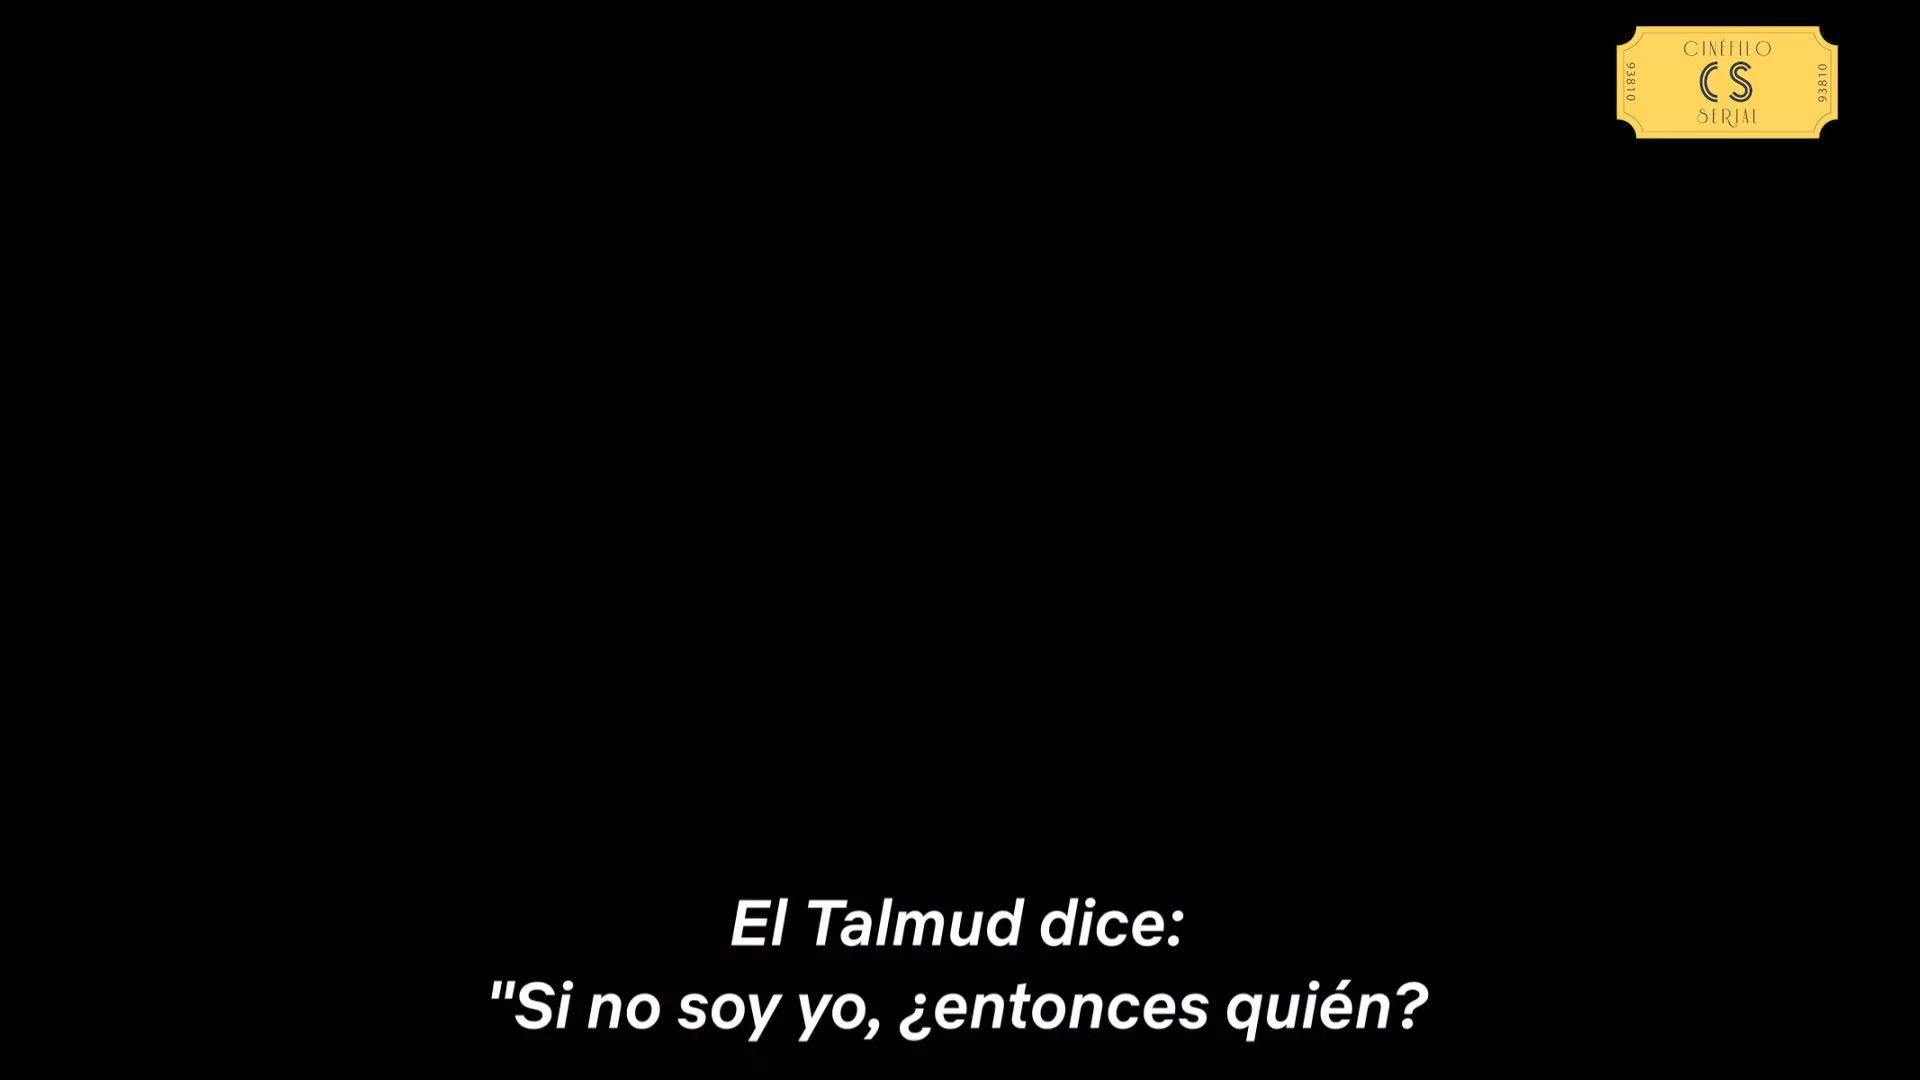 CINÉFILO
93810
CS
93810
SERIAL
El Talmud dice:
"Si no soy yo, ¿entonces quién?